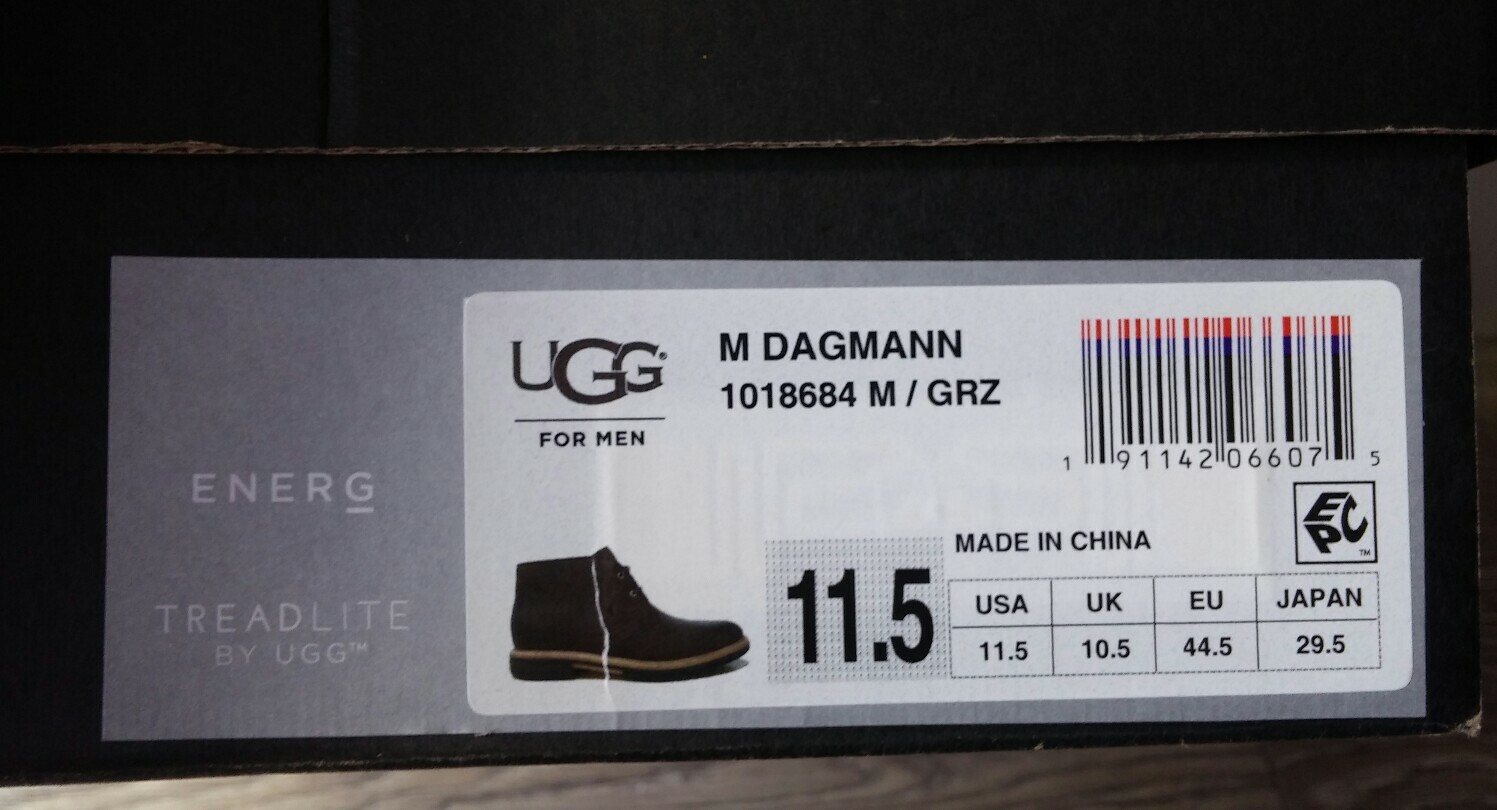 ENERG
TREADLITE
BY UGG™
UGG®
FOR MEN
M DAGMANN
1018684 M / GRZ
1 91142 06607 5
EPC™
MADE IN CHINA
11.5
USA UK EU JAPAN
11.5 10.5 44.5 29.5